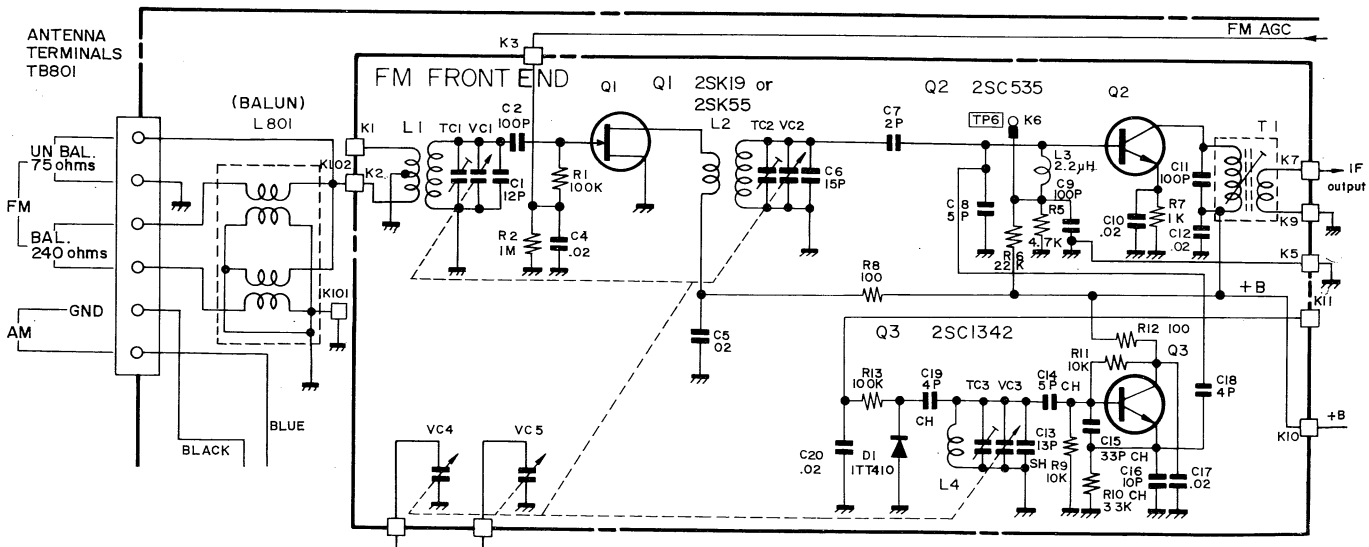 ANTENNA
TERMINALS
TB801
FM AGC
K3
FM FRONT END
Q1
Q1 2SK19 or
2SK55
Q2 2SC535
Q2
(BALUN)
L801
K1
L1
TC1 VC1
C2
100P
L2
TC2 VC2
C7
2P
TP6
K6
T1
UN BAL.
75 ohms
K102
K2
R1
100K
C1
12P
C6
15P
L3
2.2μH
C9
100P
C11
100P
K7
IF
output
FM
BAL.
240 ohms
R2
1M
C4
.02
C8
5P
R5
4.7K
R6
22K
C10
.02
R7
1K
C12
.02
K9
K5
GND
AM
K101
R8
100
+B
K11
C5
.02
Q3 2SC1342
R12 100
R11
10K
Q3
R13
100K
C19
4P
CH
TC3 VC3
C14
5P CH
C18
4P
BLUE
BLACK
VC4
VC5
C20
.02
D1
1TT410
L4
C13
13P
SH
R9
10K
C15
33P CH
C16
10P
CH
R10
3.3K
C17
.02
K10
+B